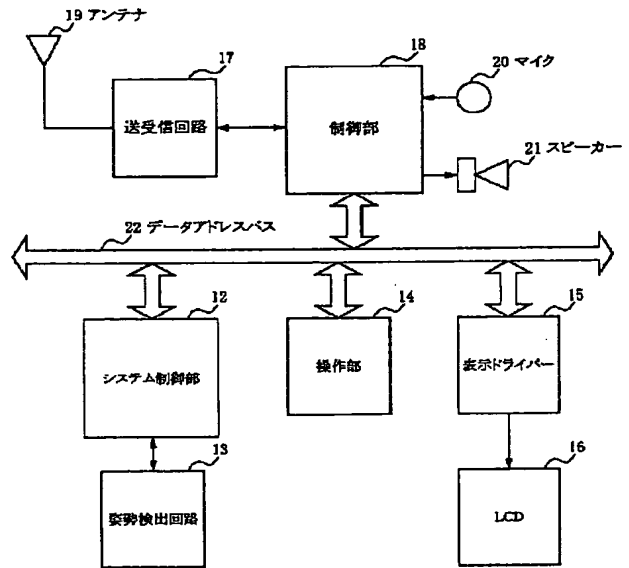 19 アンテナ
17
送受信回路
18
制御部
20 マイク
21 スピーカー
22 データアドレスバス
12
システム制御部
14
操作部
15
表示ドライバー
13
姿勢検出回路
16
LCD